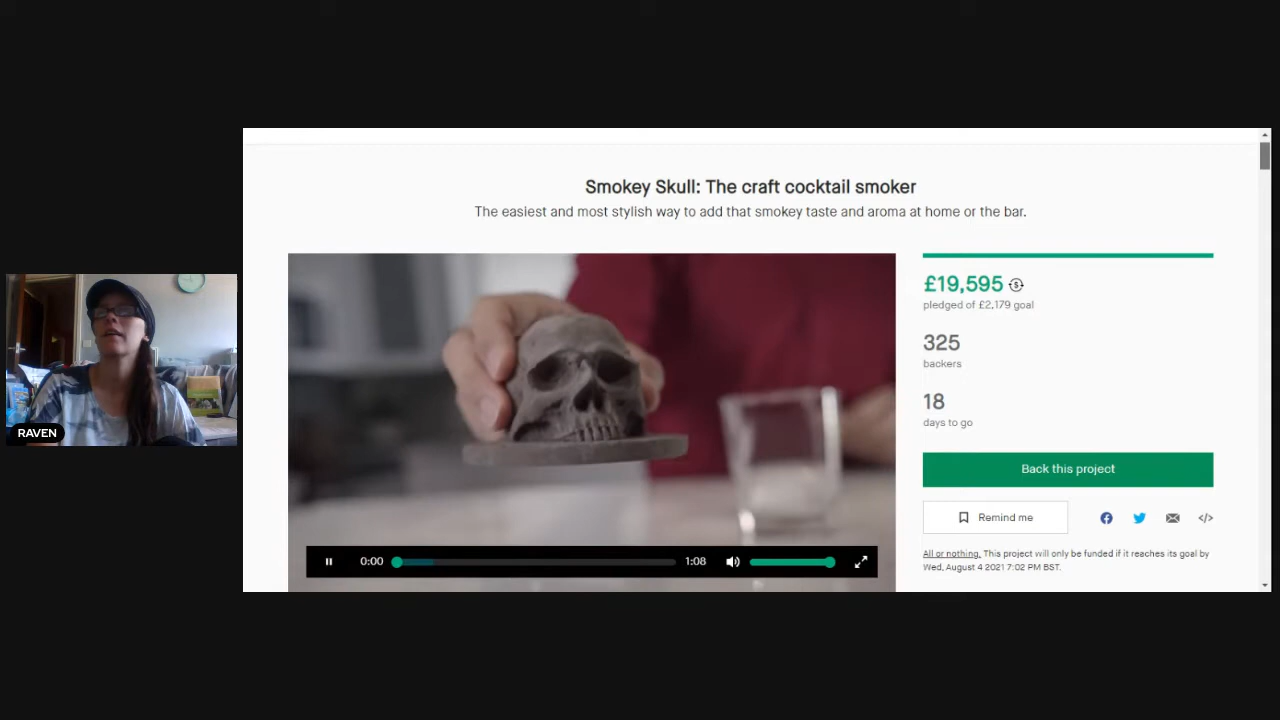 Smokey Skull: The craft cocktail smoker
The easiest and most stylish way to add that smokey taste and aroma at home or the bar.
£19,595
pledged of £2,179 goal
325
backers
18
days to go
Back this project
Remind me
All or nothing. This project will only be funded if it reaches its goal by
Wed, August 4 2021 7:02 PM BST.
0:00
1:08
RAVEN